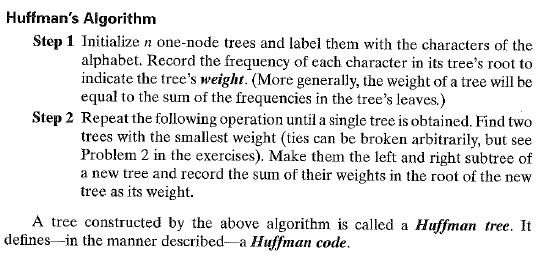 Huffman's Algorithm
Step 1 Initialize n one-node trees and label them with the characters of the
alphabet. Record the frequency of each character in its tree's root to
indicate the tree's weight. (More generally, the weight of a tree will be
equal to the sum of the frequencies in the tree's leaves.)
Step 2 Repeat the following operation until a single tree is obtained. Find two
trees with the smallest weight (ties can be broken arbitrarily, but see
Problem 2 in the exercises). Make them the left and right subtree of
a new tree and record the sum of their weights in the root of the new
tree as its weight.
A tree constructed by the above algorithm is called a Huffman tree. It
defines—in the manner described—a Huffman code.